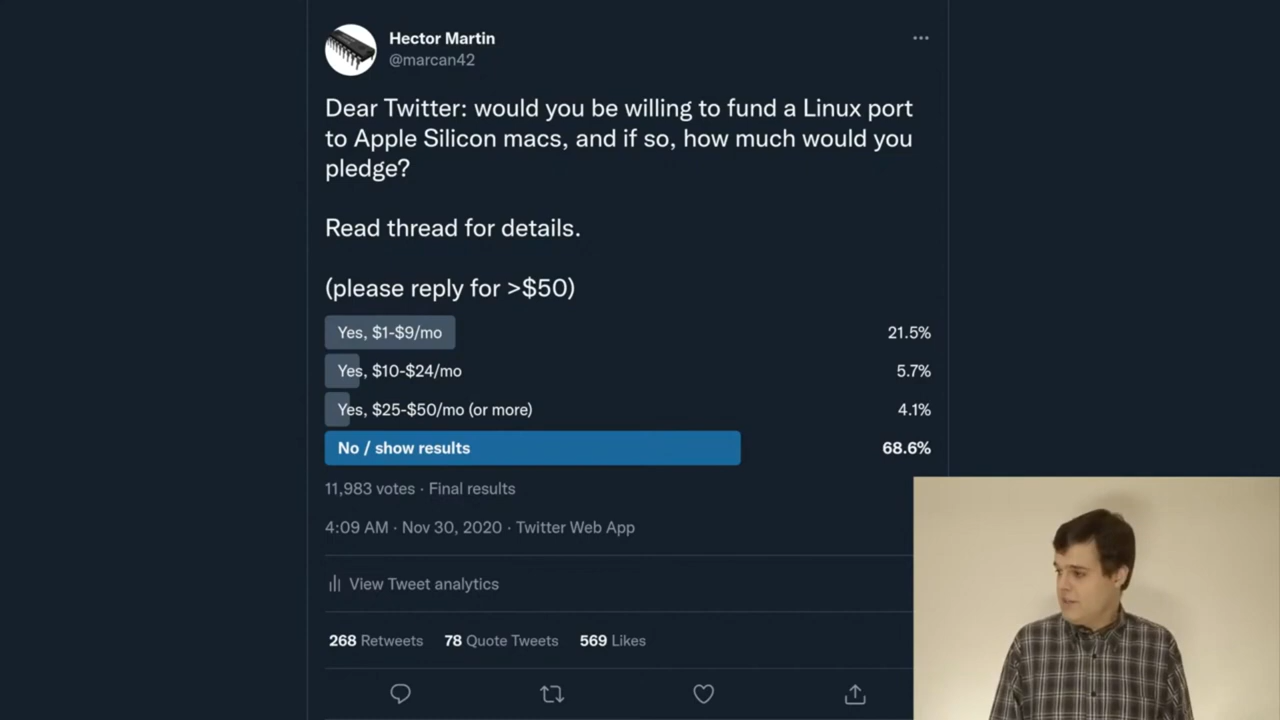 Hector Martin
@marcan42
Dear Twitter: would you be willing to fund a Linux port
to Apple Silicon macs, and if so, how much would you
pledge?
Read thread for details.
(please reply for >$50)
Yes, $1-$9/mo 21.5%
Yes, $10-$24/mo 5.7%
Yes, $25-$50/mo (or more) 4.1%
No / show results 68.6%
11,983 votes · Final results
4:09 AM · Nov 30, 2020 · Twitter Web App
View Tweet analytics
268 Retweets 78 Quote Tweets 569 Likes